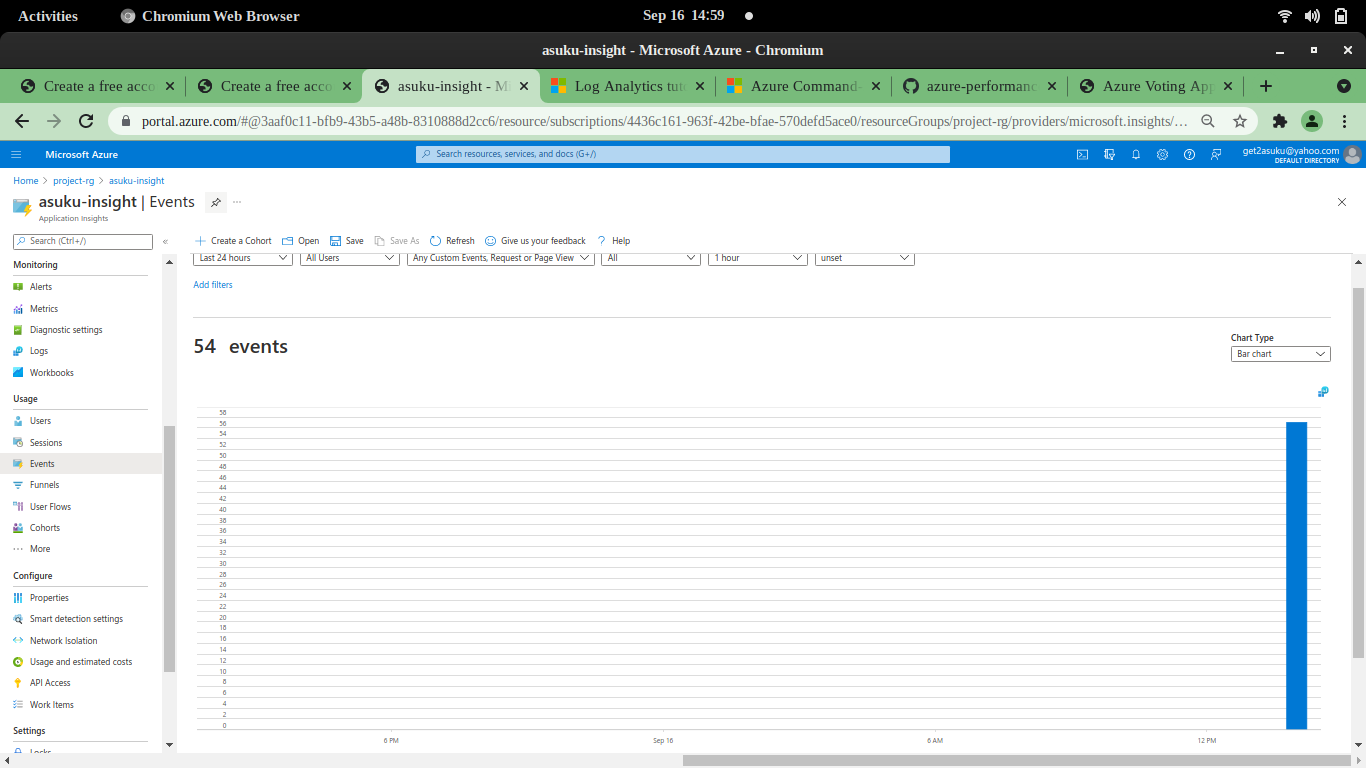 Activities Chromium Web Browser Sep 16 14:59
asuku-insight - Microsoft Azure - Chromium
Create a free acco Create a free acco asuku-insight - Mi Log Analytics tut Azure Command- azure-performanc Azure Voting App
portal.azure.com/#@3aaf0c11-bfb9-43b5-a48b-8310888d2cc6/resource/subscriptions/4436c161-963f-42be-bfae-570defd5ace0/resourceGroups/project-rg/providers/microsoft.insights/…
Microsoft Azure Search resources, services, and docs (G+/) get2asuku@yahoo.com
DEFAULT DIRECTORY
Home > project-rg > asuku-insight
asuku-insight | Events ...
Application Insights
Search (Ctrl+/) « Create a Cohort Open Save Save As Refresh Give us your feedback ? Help
Monitoring
Alerts
Metrics
Diagnostic settings
Logs
Workbooks
Usage
Users
Sessions
Events
Funnels
User Flows
Cohorts
More
Configure
Properties
Smart detection settings
Network Isolation
Usage and estimated costs
API Access
Work Items
Settings
Locks
Last 24 hours All Users Any Custom Events, Request or Page View All 1 hour unset
Add filters
54 events
Chart Type
Bar chart
58
56
54
52
50
48
46
44
42
40
38
36
34
32
30
28
26
24
22
20
18
16
14
12
10
8
6
4
2
0
6 PM Sep 16 6 AM 12 PM